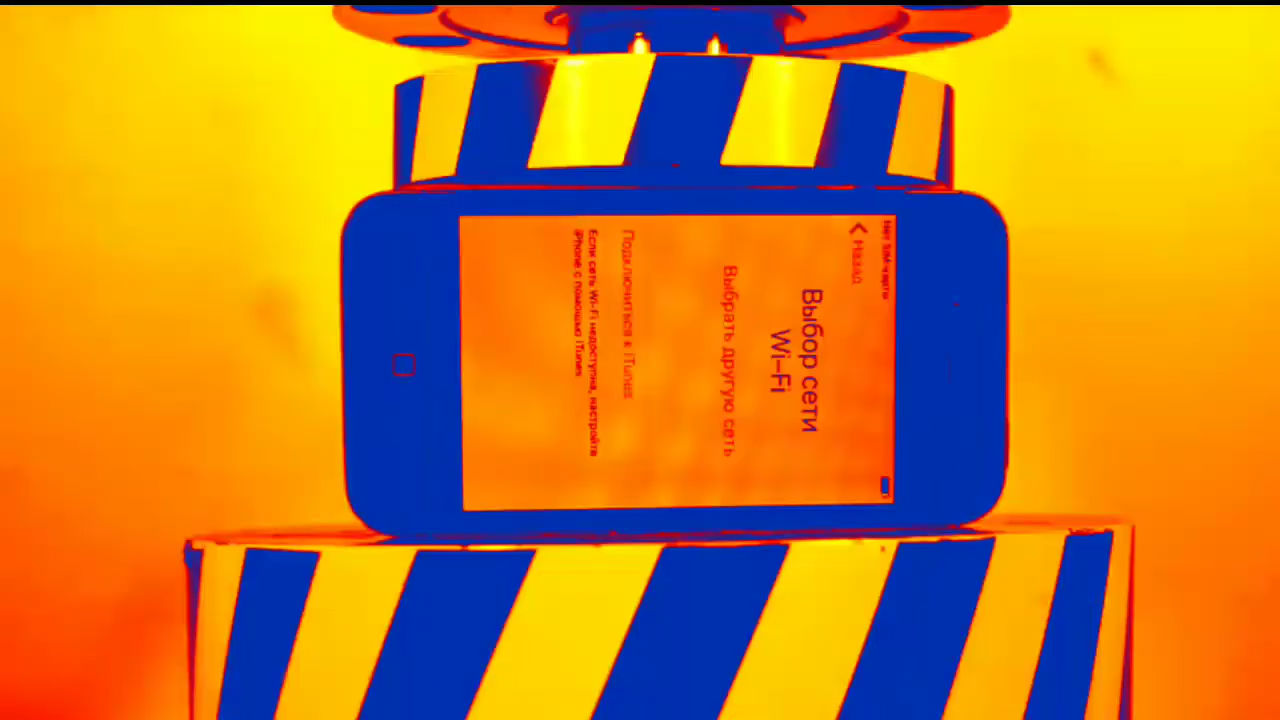 Нет SIM-карты
Назад
Выбор сети
Wi-Fi
Выбрать другую сеть
Подключиться к iTunes
Если сеть Wi-Fi недоступна, настройте
iPhone с помощью iTunes